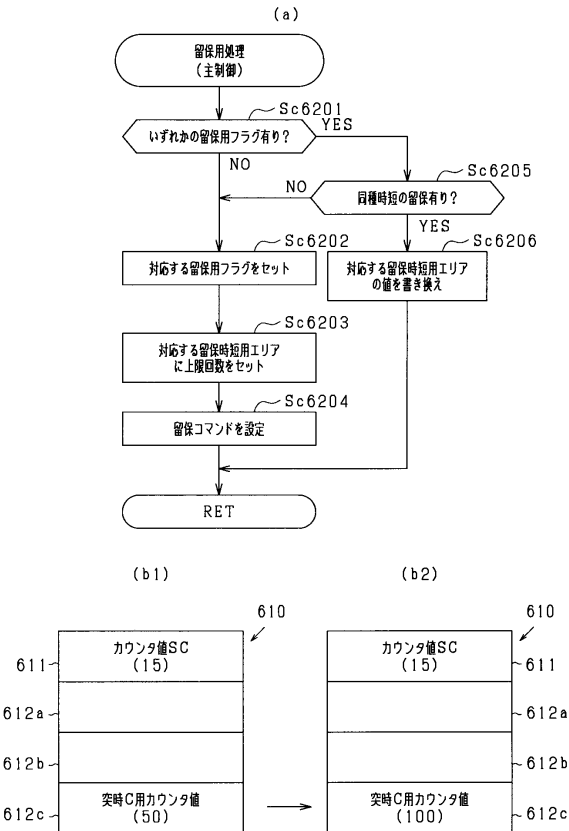 (a)
留保用処理
(主制御)
Sc6201
いずれかの留保用フラグ有り？
YES
NO
Sc6205
NO
同種時短の留保有り？
YES
Sc6202
対応する留保用フラグをセット
Sc6206
対応する留保時短用エリア
の値を書き換え
Sc6203
対応する留保時短用エリア
に上限回数をセット
Sc6204
留保コマンドを設定
RET
(b1)
(b2)
610
610
カウンタ値SC
(15)
611
カウンタ値SC
(15)
611
612a
612a
612b
612b
612c
突時C用カウンタ値
(50)
突時C用カウンタ値
(100)
612c